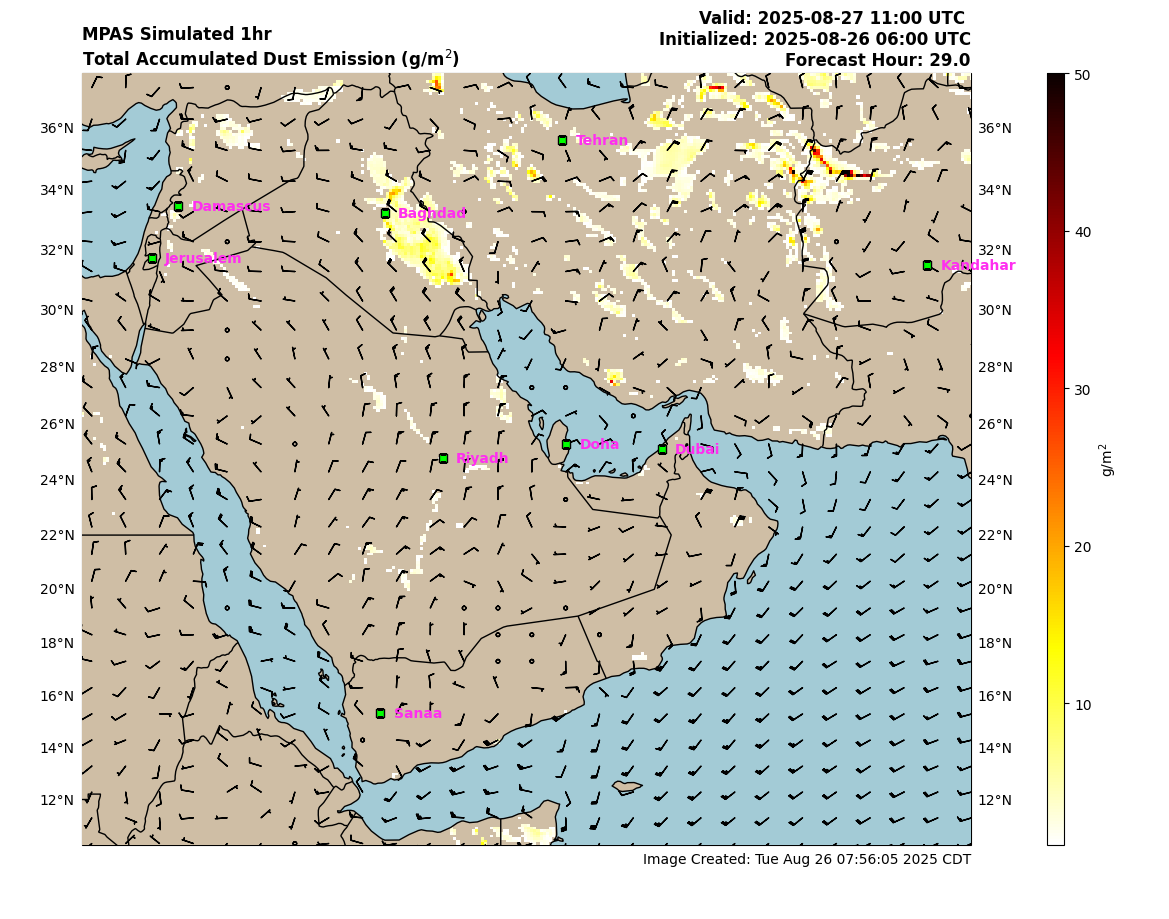 MPAS Simulated 1hr
Total Accumulated Dust Emission (g/m²)
Valid: 2025-08-27 11:00 UTC
Initialized: 2025-08-26 06:00 UTC
Forecast Hour: 29.0
36°N
34°N
32°N
30°N
28°N
26°N
24°N
22°N
20°N
18°N
16°N
14°N
12°N
Tehran
Damascus
Baghdad
Jerusalem
Kandahar
Doha
Dubai
Riyadh
Sanaa
36°N
34°N
32°N
30°N
28°N
26°N
24°N
22°N
20°N
18°N
16°N
14°N
12°N
50
40
30
20
10
g/m²
Image Created: Tue Aug 26 07:56:05 2025 CDT